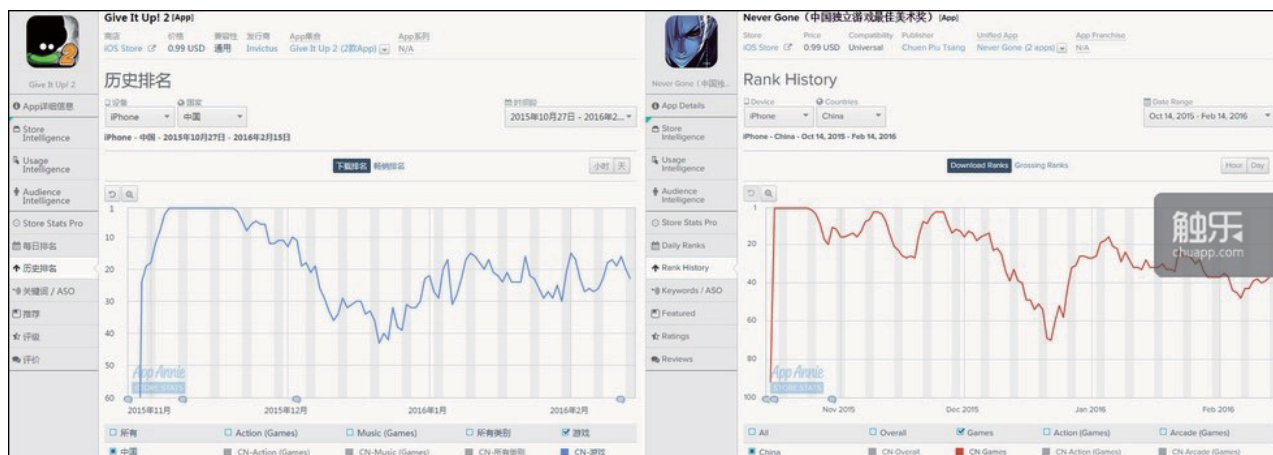 Give It Up! 2 [App]
商店 价格 兼容性 发行商 App集合 App系列
iOS Store 0.99 USD 通用 Invictus Give It Up 2 (2款App) N/A
2
Give It Up! 2
历史排名
App详细信息
设备 国家 时间段
iPhone 中国 2015年10月27日 - 2016年2...
Store
Intelligence
iPhone - 中国 - 2015年10月27日 - 2016年2月15日
Usage
Intelligence
下载排名 畅销排名 小时 天
Audience
Intelligence
Store Stats Pro
每日排名
历史排名
关键词 / ASO
推荐
评级
评价
1
10
20
30
40
50
60
App Annie
STORE STATS
2015年11月 2015年12月 2016年1月 2016年2月
所有 Action (Games) Music (Games) 所有类别 游戏
中国 CN-Action (Games) CN-Music (Games) CN-所有类别 CN-游戏
Never Gone（中国独立游戏最佳美术奖） [App]
Store Price Compatibility Publisher Unified App App Franchise
iOS Store 0.99 USD Universal Chuen Piu Tsang Never Gone (2 apps) N/A
Never Gone（中国独...
Rank History
App Details
Device Countries Date Range
iPhone China Oct 14, 2015 - Feb 14, 2016
Store
Intelligence
iPhone - China - Oct 14, 2015 - Feb 14, 2016
Usage
Intelligence
Download Ranks Grossing Ranks Hour Day
Audience
Intelligence
Store Stats Pro
Daily Ranks
Rank History
Keywords / ASO
Featured
Ratings
Reviews
1
20
40
60
80
100
触乐
chuapp.com
App Annie
STORE STATS
Nov 2015 Dec 2015 Jan 2016 Feb 2016
All Overall Games Action (Games) Arcade (Games)
China CN Overall CN Games CN Action (Games) CN Arcade (Games)